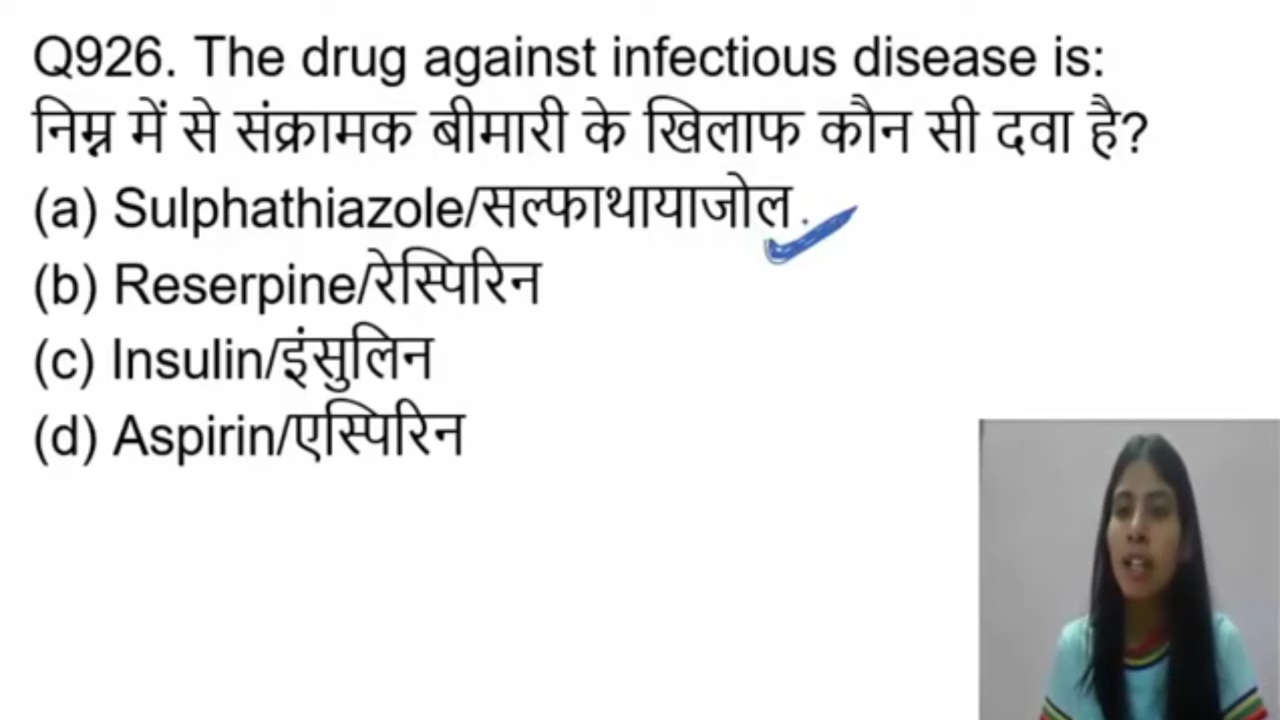 Q926. The drug against infectious disease is:
निम्न में से संक्रामक बीमारी के खिलाफ कौन सी दवा है?
(a) Sulphathiazole/सल्फाथायाजोल.
(b) Reserpine/रेस्पिरिन
(c) Insulin/इंसुलिन
(d) Aspirin/एस्पिरिन